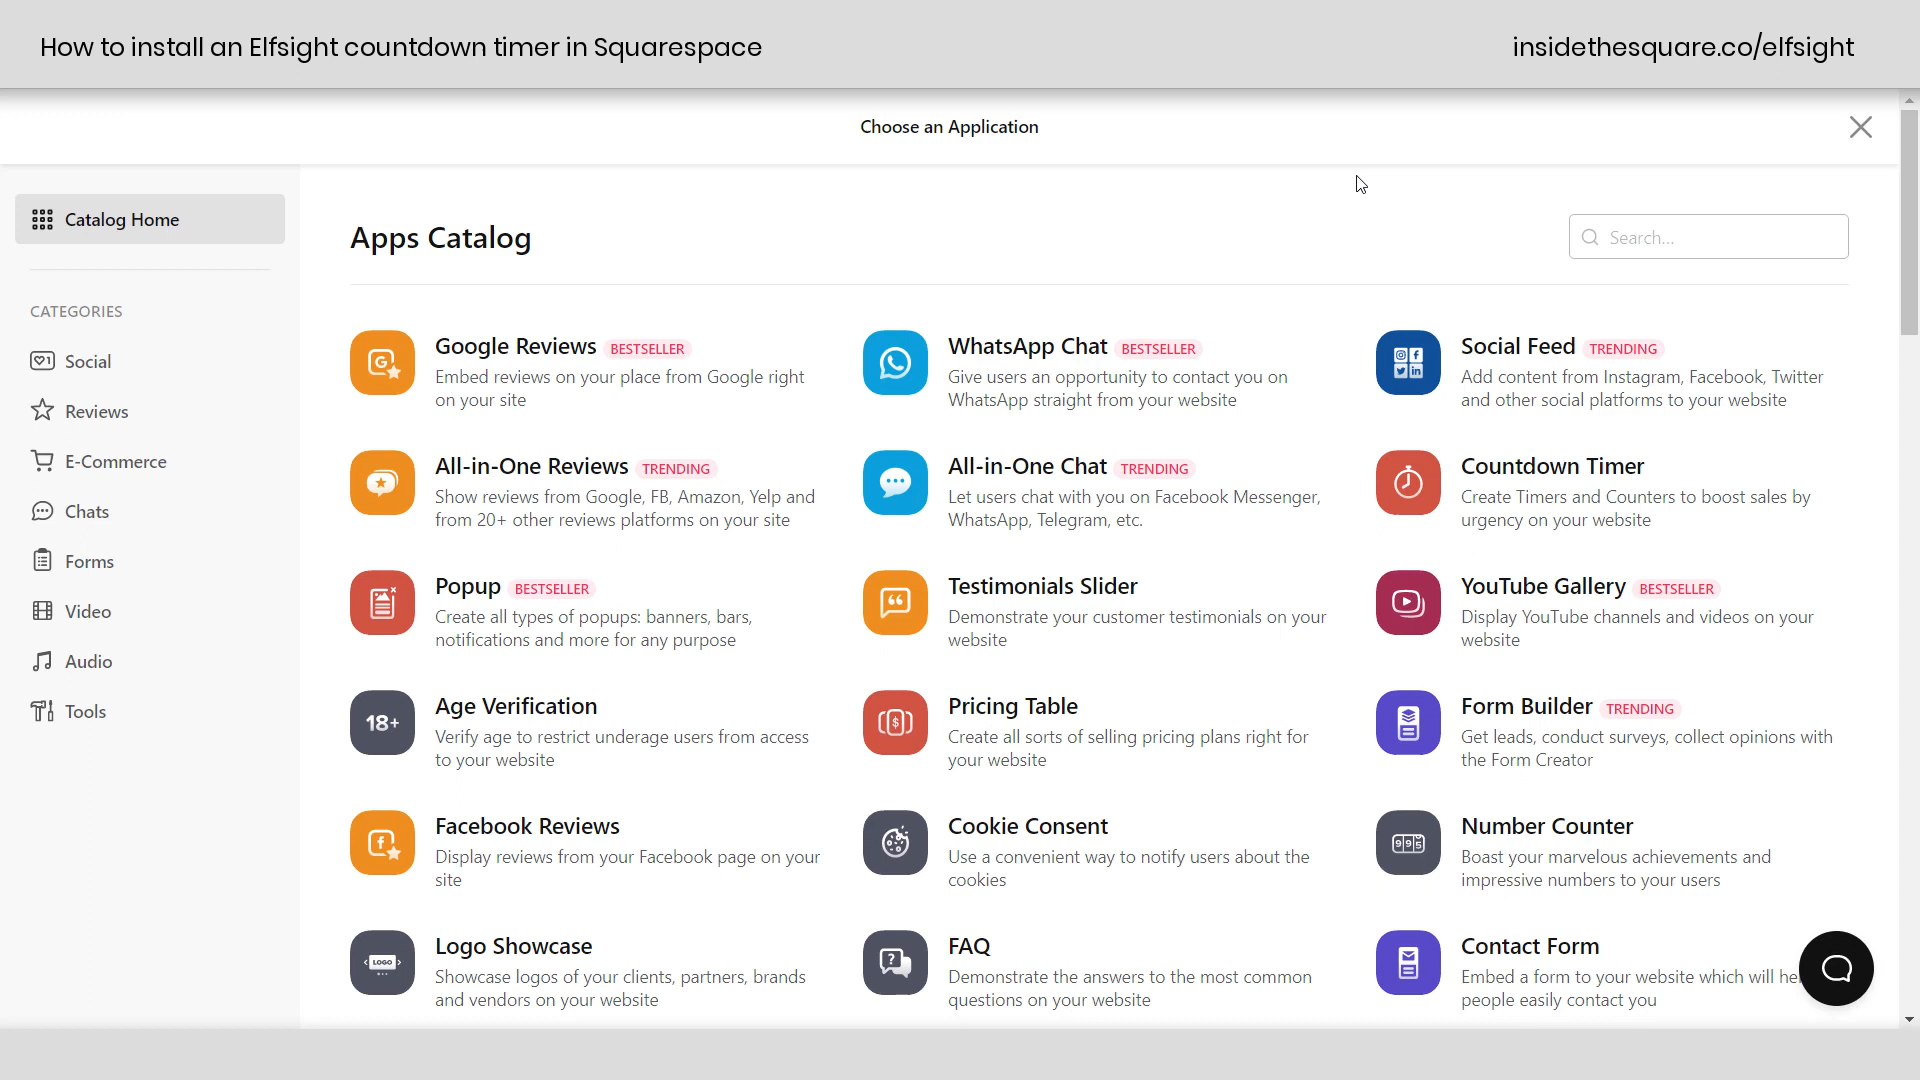 How to install an Elfsight countdown timer in Squarespace
insidethesquare.co/elfsight
Choose an Application
Catalog Home
CATEGORIES
Social
Reviews
E-Commerce
Chats
Forms
Video
Audio
Tools
Apps Catalog
Search...
Google Reviews BESTSELLER
Embed reviews on your place from Google right
on your site
WhatsApp Chat BESTSELLER
Give users an opportunity to contact you on
WhatsApp straight from your website
Social Feed TRENDING
Add content from Instagram, Facebook, Twitter
and other social platforms to your website
All-in-One Reviews TRENDING
Show reviews from Google, FB, Amazon, Yelp and
from 20+ other reviews platforms on your site
All-in-One Chat TRENDING
Let users chat with you on Facebook Messenger,
WhatsApp, Telegram, etc.
Countdown Timer
Create Timers and Counters to boost sales by
urgency on your website
Popup BESTSELLER
Create all types of popups: banners, bars,
notifications and more for any purpose
Testimonials Slider
Demonstrate your customer testimonials on your
website
YouTube Gallery BESTSELLER
Display YouTube channels and videos on your
website
18+
Age Verification
Verify age to restrict underage users from access
to your website
Pricing Table
Create all sorts of selling pricing plans right for
your website
Form Builder TRENDING
Get leads, conduct surveys, collect opinions with
the Form Creator
Facebook Reviews
Display reviews from your Facebook page on your
site
Cookie Consent
Use a convenient way to notify users about the
cookies
995
Number Counter
Boast your marvelous achievements and
impressive numbers to your users
LOGO
Logo Showcase
Showcase logos of your clients, partners, brands
and vendors on your website
FAQ
Demonstrate the answers to the most common
questions on your website
Contact Form
Embed a form to your website which will
people easily contact you